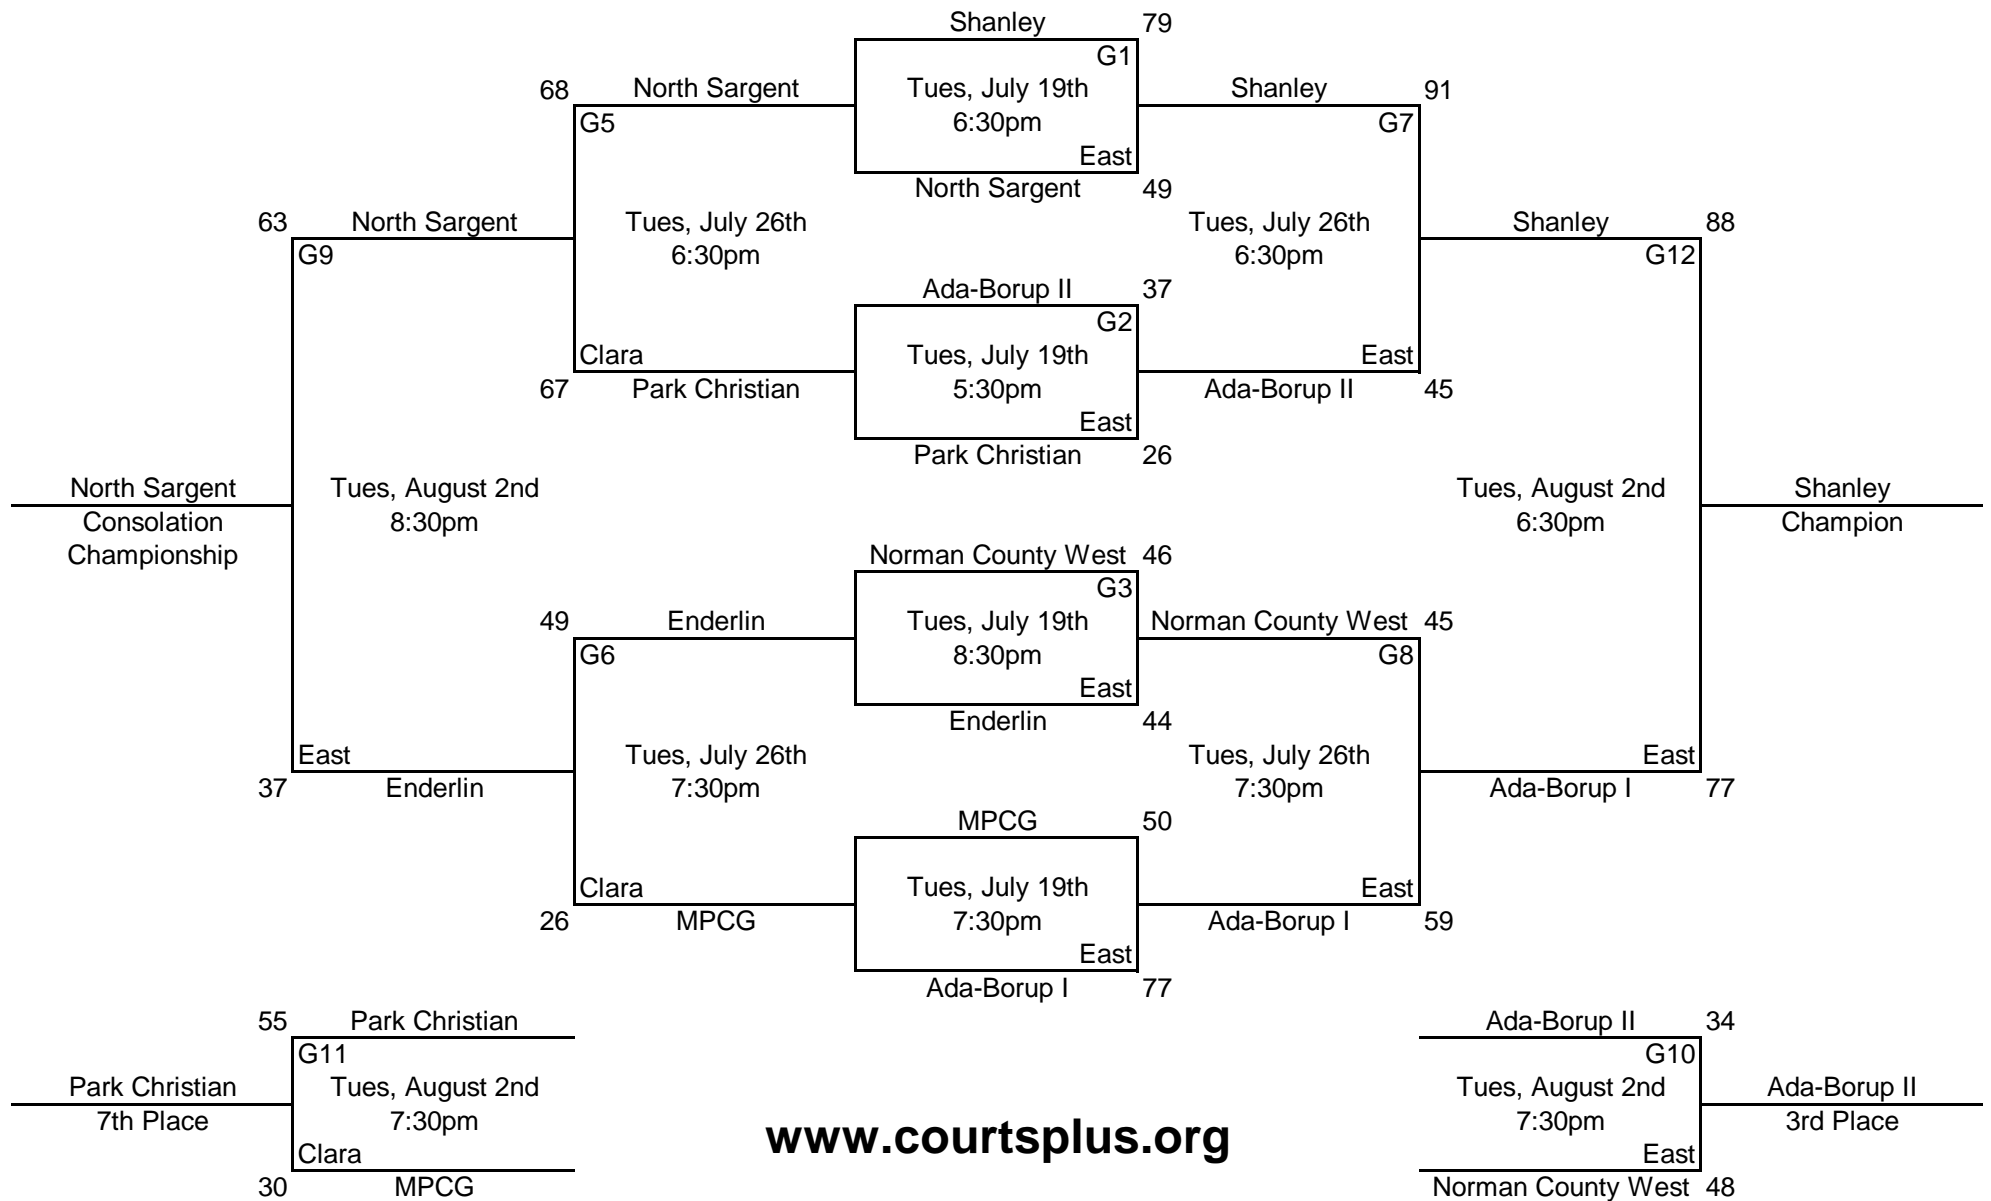 Shanley 79
G1
68 North Sargent Tues, July 19th Shanley 91
G5 6:30pm G7
East
North Sargent 49
63 North Sargent Tues, July 26th Tues, July 26th Shanley 88
G9 6:30pm 6:30pm G12
Ada-Borup II 37
G2
Clara Tues, July 19th East
67 Park Christian 5:30pm Ada-Borup II 45
East
Park Christian 26
North Sargent Tues, August 2nd Tues, August 2nd Shanley
Consolation 8:30pm 6:30pm Champion
Championship
Norman County West 46
G3
49 Enderlin Tues, July 19th Norman County West 45
G6 8:30pm G8
East
Enderlin 44
East Tues, July 26th Tues, July 26th East
37 Enderlin 7:30pm 7:30pm Ada-Borup I 77
MPCG 50
Clara Tues, July 19th East
26 MPCG 7:30pm Ada-Borup I 59
East
Ada-Borup I 77
55 Park Christian Ada-Borup II 34
G11 G10
Park Christian Tues, August 2nd Tues, August 2nd Ada-Borup II
7th Place 7:30pm www.courtsplus.org 7:30pm 3rd Place
Clara East
30 MPCG Norman County West 48